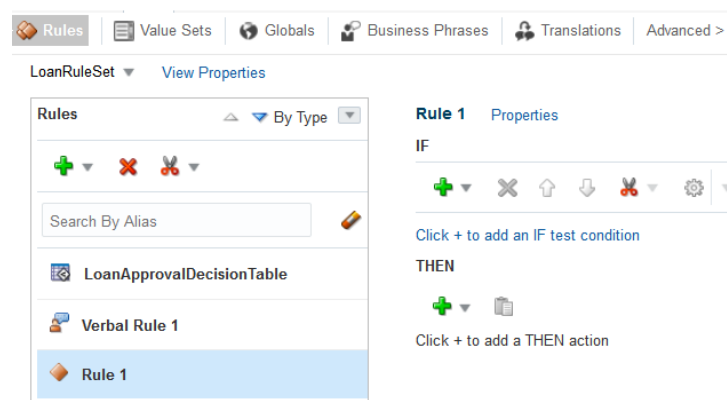 Rules Value Sets Globals Business Phrases Translations Advanced >
LoanRuleSet View Properties
Rules By Type
Search By Alias
LoanApprovalDecisionTable
Verbal Rule 1
Rule 1
Rule 1 Properties
IF
Click + to add an IF test condition
THEN
Click + to add a THEN action